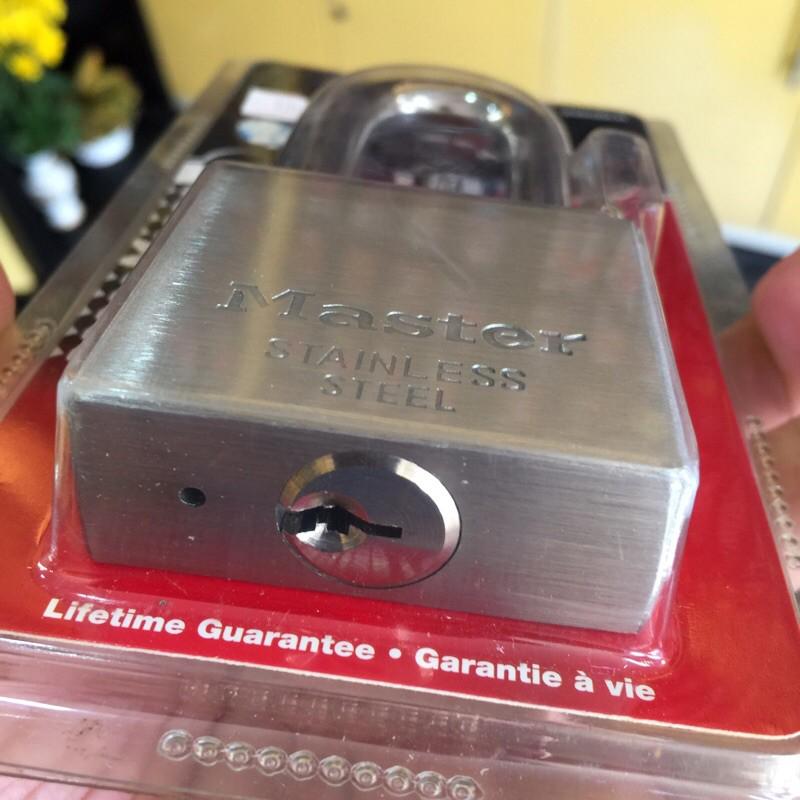 Master
STAINLESS
STEEL
Lifetime Guarantee • Garantie à vie